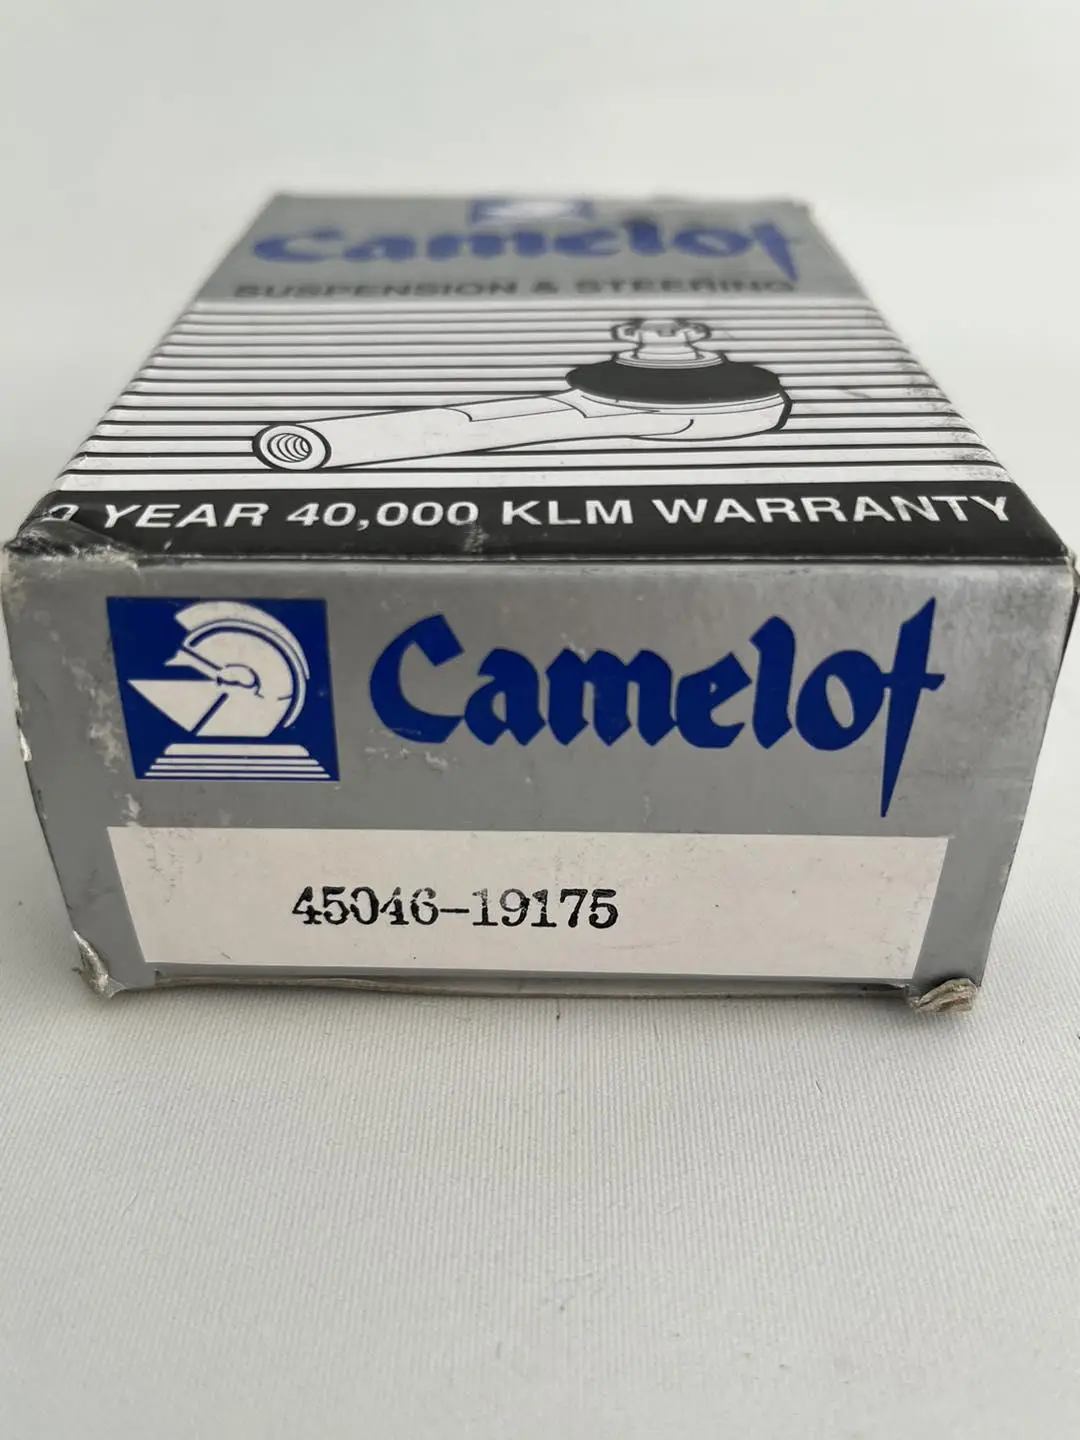 Camelot
SUSPENSION & STEERING
YEAR 40,000 KLM WARRANTY
Camelot
45046-19175